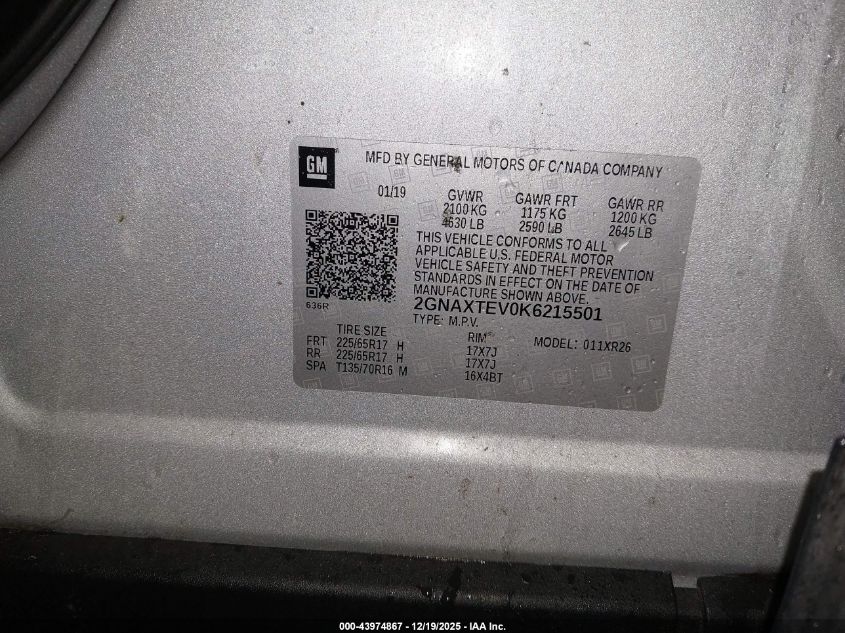 GM
MFD BY GENERAL MOTORS OF CANADA COMPANY
01/19
GVWR GAWR FRT GAWR RR
2100 KG 1175 KG 1200 KG
4630 LB 2590 LB 2645 LB
THIS VEHICLE CONFORMS TO ALL
APPLICABLE U.S. FEDERAL MOTOR
VEHICLE SAFETY AND THEFT PREVENTION
STANDARDS IN EFFECT ON THE DATE OF
MANUFACTURE SHOWN ABOVE.
2GNAXTEV0K6215501
636R
TYPE: M.P.V.
TIRE SIZE RIM MODEL: 011XR26
FRT 225/65R17 H 17X7J
RR 225/65R17 H 17X7J
SPA T135/70R16 M 16X4BT
000-43974867 - 12/19/2025 - IAA Inc.